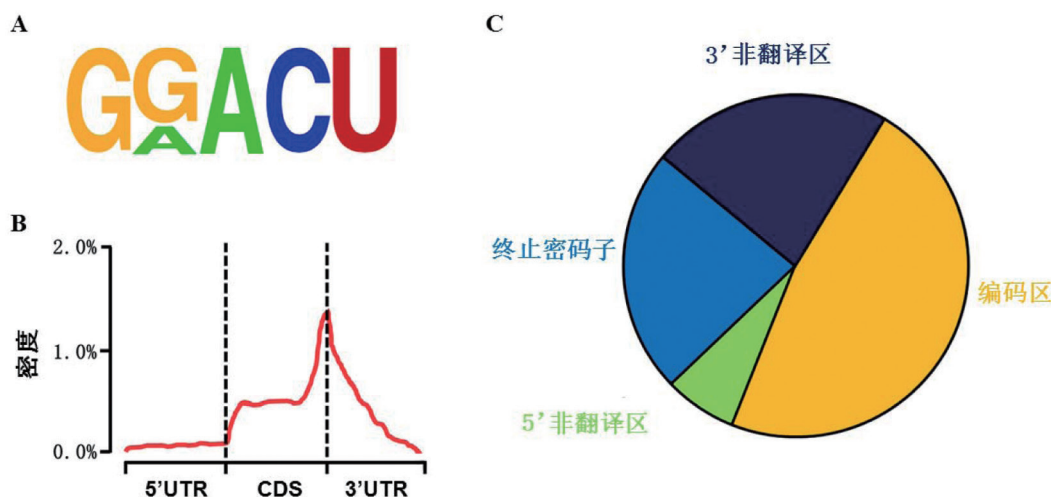 A
GGACU
A
B
2.0%
1.0%
0.0%
密度
5'UTR
CDS
3'UTR
C
3'非翻译区
终止密码子
编码区
5'非翻译区